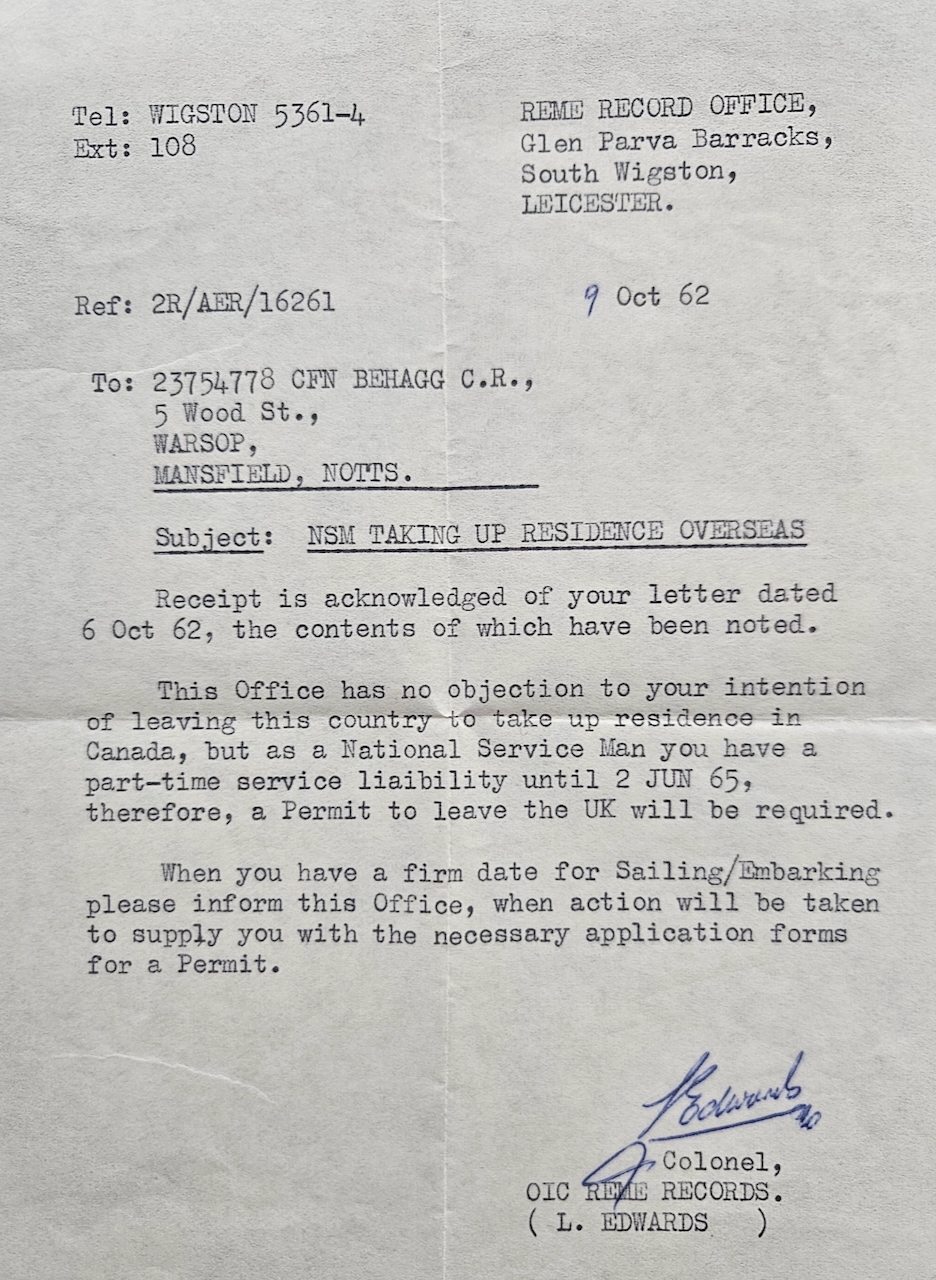 Tel: WIGSTON 5361-4
Ext: 108
REME RECORD OFFICE,
Glen Parva Barracks,
South Wigston,
LEICESTER.
Ref: 2R/AER/16261
9 Oct 62
To: 23754778 CFN BEHAGG C.R.,
5 Wood St.,
WARSOP,
MANSFIELD, NOTTS.
Subject: NSM TAKING UP RESIDENCE OVERSEAS
Receipt is acknowledged of your letter dated
6 Oct 62, the contents of which have been noted.
This Office has no objection to your intention
of leaving this country to take up residence in
Canada, but as a National Service Man you have a
part-time service liaibility until 2 JUN 65,
therefore, a Permit to leave the UK will be required.
When you have a firm date for Sailing/Embarking
please inform this Office, when action will be taken
to supply you with the necessary application forms
for a Permit.
LEdwards
Colonel,
OIC REME RECORDS.
( L. EDWARDS )